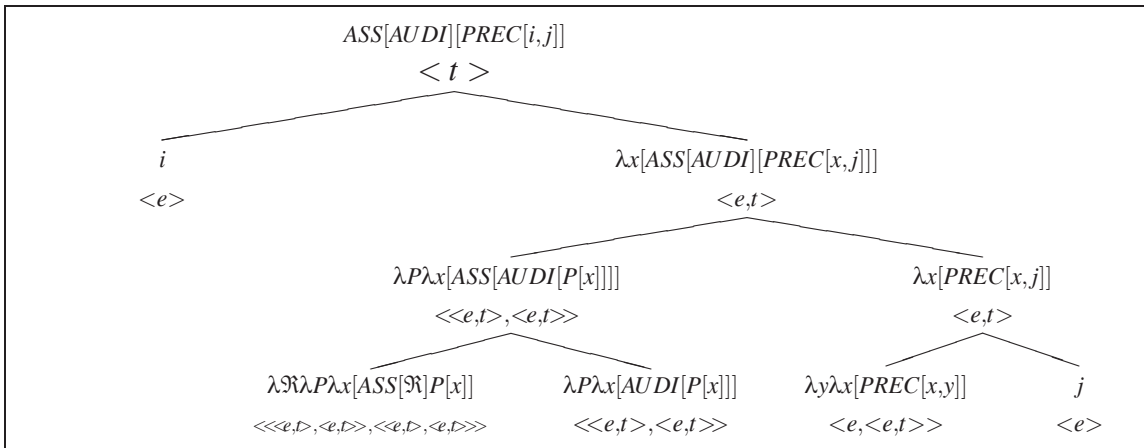 ASS[AUDI][PREC[i,j]]
< t >
i λx[ASS[AUDI][PREC[x,j]]]
<e> <e,t>
λPλx[ASS[AUDI[P[x]]]] λx[PREC[x,j]]
<<e,t>,<e,t>> <e,t>
λℜλPλx[ASS[ℜ]P[x]] λPλx[AUDI[P[x]]] λyλx[PREC[x,y]] j
<<<e,t>,<e,t>>,<<e,t>,<e,t>>> <<e,t>,<e,t>> <e,<e,t>> <e>